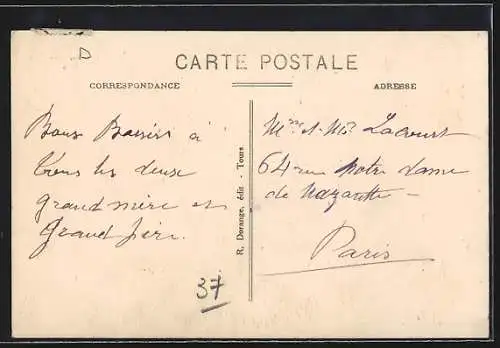 D
CARTE POSTALE
CORRESPONDANCE
ADRESSE
Bons Baisers à
tous les deux
grand mère et
grand père.
37
R. Dorange, édit - Tours
Mme & Mr Lacourt
64 rue Notre dame
de Nazareth -
Paris